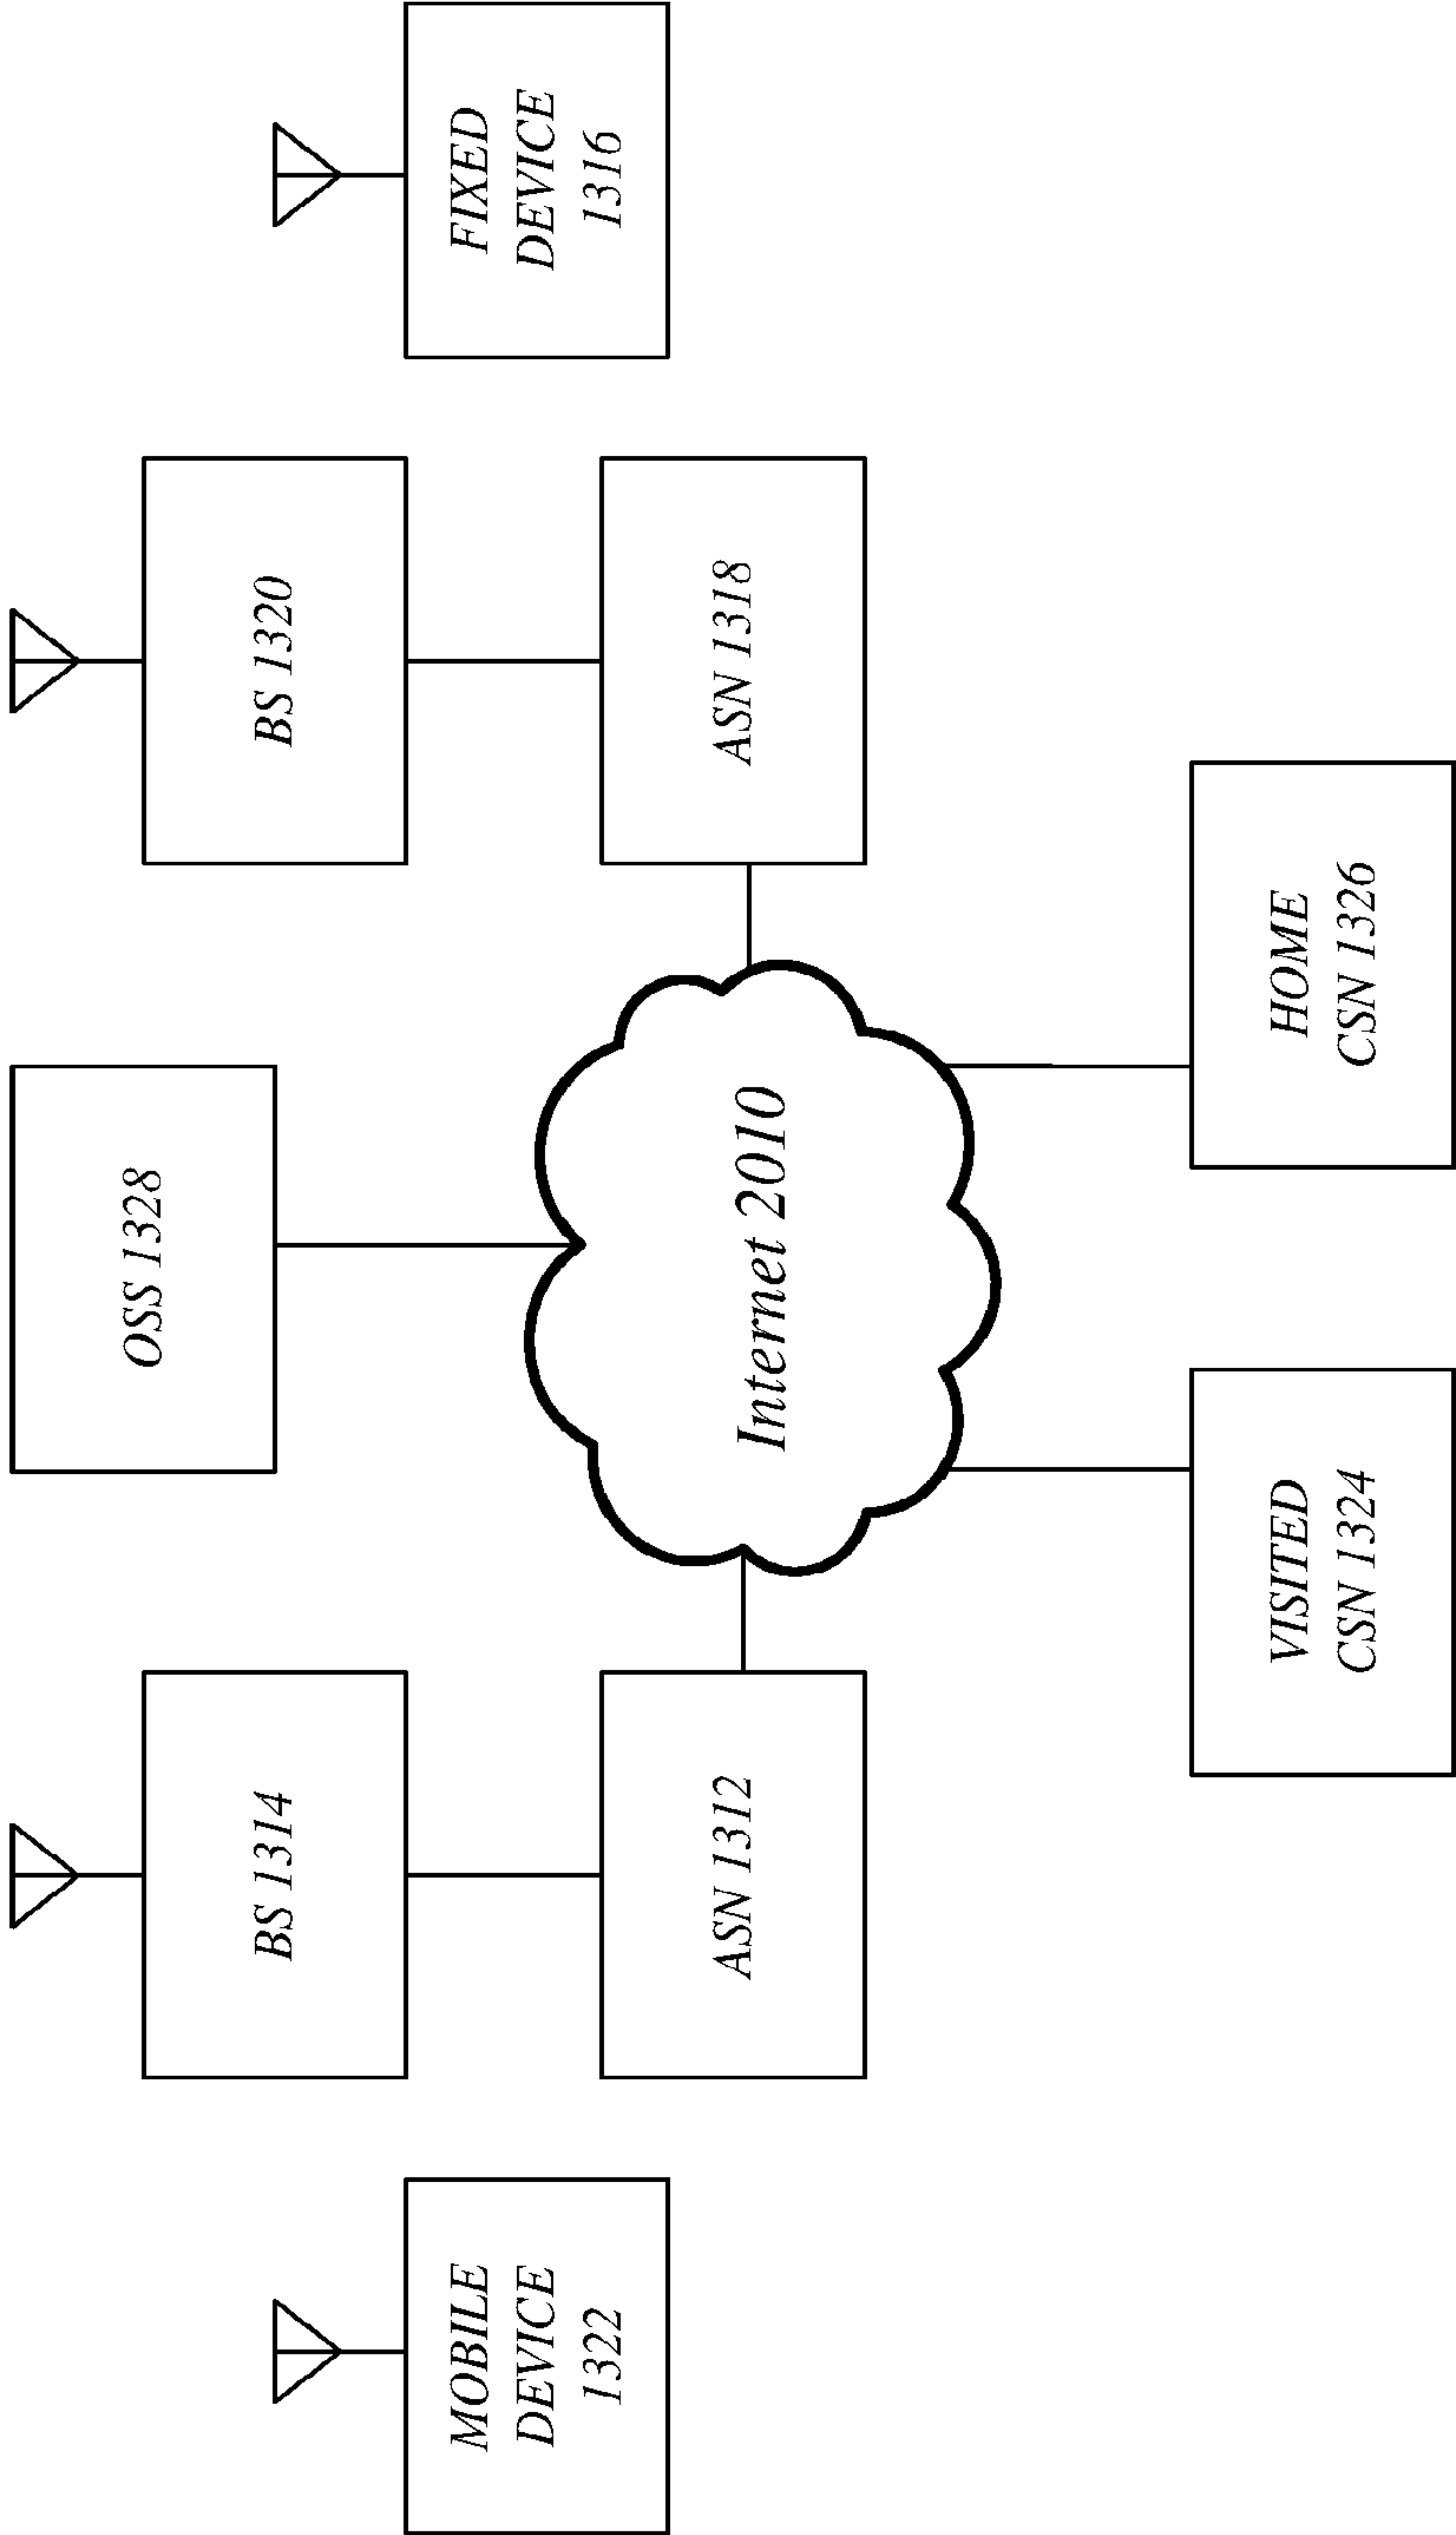 OSS 1328
BS 1314
BS 1320
MOBILE
DEVICE
1322
FIXED
DEVICE
1316
ASN 1312
Internet 2010
ASN 1318
VISITED
CSN 1324
HOME
CSN 1326